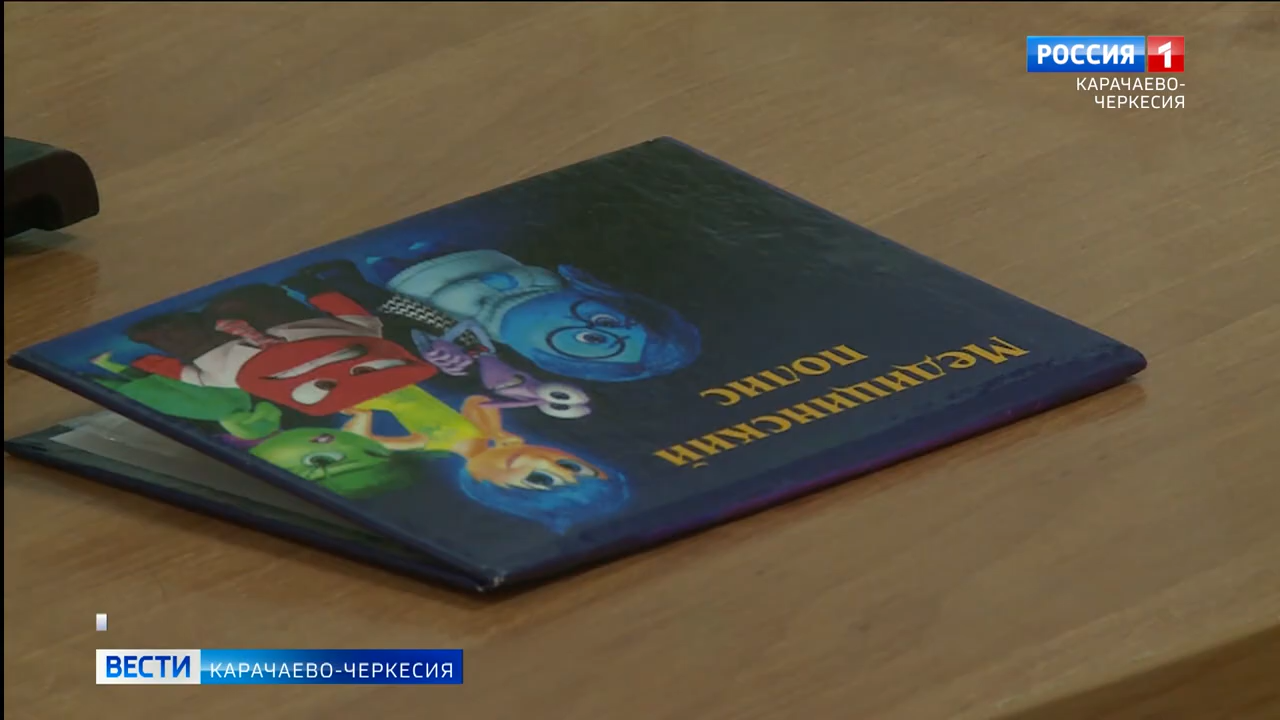 РОССИЯ 1
КАРАЧАЕВО-
ЧЕРКЕСИЯ
Медицинский
полис
ВЕСТИ КАРАЧАЕВО-ЧЕРКЕСИЯ